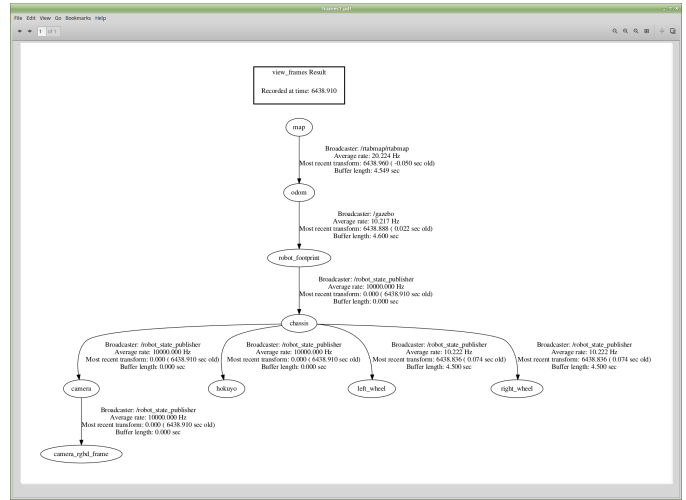 frames1.pdf
File Edit View Go Bookmarks Help
1 of 1
view_frames Result
Recorded at time: 6438.910
map
Broadcaster: /rtabmap/rtabmap
Average rate: 20.224 Hz
Most recent transform: 6438.960 ( -0.050 sec old)
Buffer length: 4.549 sec
odom
Broadcaster: /gazebo
Average rate: 10.217 Hz
Most recent transform: 6438.888 ( 0.022 sec old)
Buffer length: 4.600 sec
robot_footprint
Broadcaster: /robot_state_publisher
Average rate: 10000.000 Hz
Most recent transform: 0.000 ( 6438.910 sec old)
Buffer length: 0.000 sec
chassis
Broadcaster: /robot_state_publisher
Average rate: 10000.000 Hz
Most recent transform: 0.000 ( 6438.910 sec old)
Buffer length: 0.000 sec
Broadcaster: /robot_state_publisher
Average rate: 10000.000 Hz
Most recent transform: 0.000 ( 6438.910 sec old)
Buffer length: 0.000 sec
Broadcaster: /robot_state_publisher
Average rate: 10.222 Hz
Most recent transform: 6438.836 ( 0.074 sec old)
Buffer length: 4.500 sec
Broadcaster: /robot_state_publisher
Average rate: 10.222 Hz
Most recent transform: 6438.836 ( 0.074 sec old)
Buffer length: 4.500 sec
camera
hokuyo
left_wheel
right_wheel
Broadcaster: /robot_state_publisher
Average rate: 10000.000 Hz
Most recent transform: 0.000 ( 6438.910 sec old)
Buffer length: 0.000 sec
camera_rgbd_frame